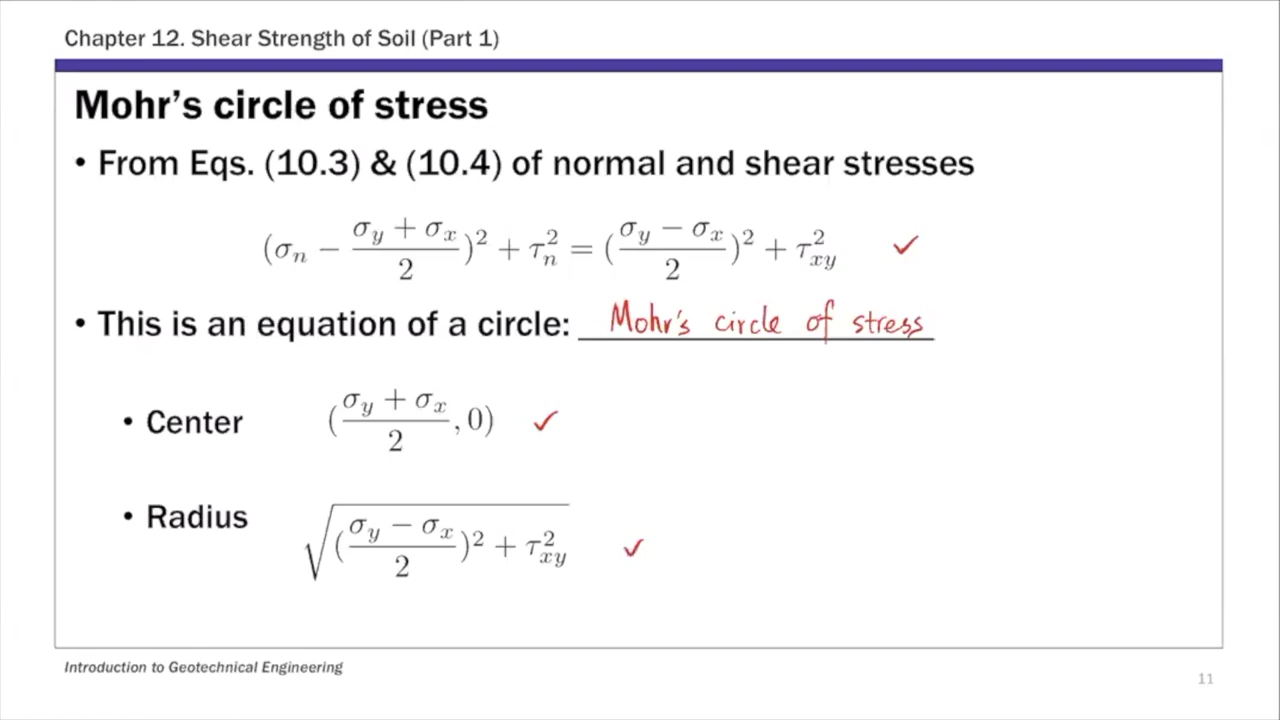 Chapter 12. Shear Strength of Soil (Part 1)
Mohr's circle of stress
• From Eqs. (10.3) & (10.4) of normal and shear stresses
(σₙ − (σ_y + σ_x)/2)² + τₙ² = ((σ_y − σ_x)/2)² + τ_xy² ✓
• This is an equation of a circle: Mohr's circle of stress
• Center ((σ_y + σ_x)/2, 0) ✓
• Radius √(((σ_y − σ_x)/2)² + τ_xy²) ✓
Introduction to Geotechnical Engineering
11